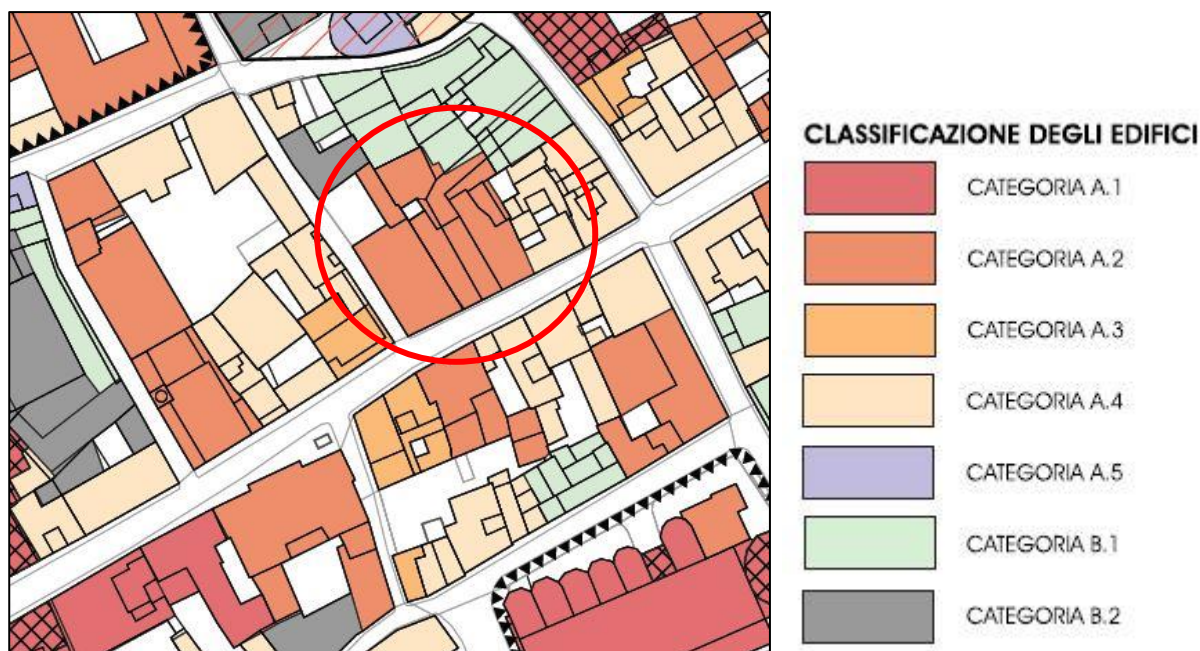 CLASSIFICAZIONE DEGLI EDIFICI
CATEGORIA A.1
CATEGORIA A.2
CATEGORIA A.3
CATEGORIA A.4
CATEGORIA A.5
CATEGORIA B.1
CATEGORIA B.2